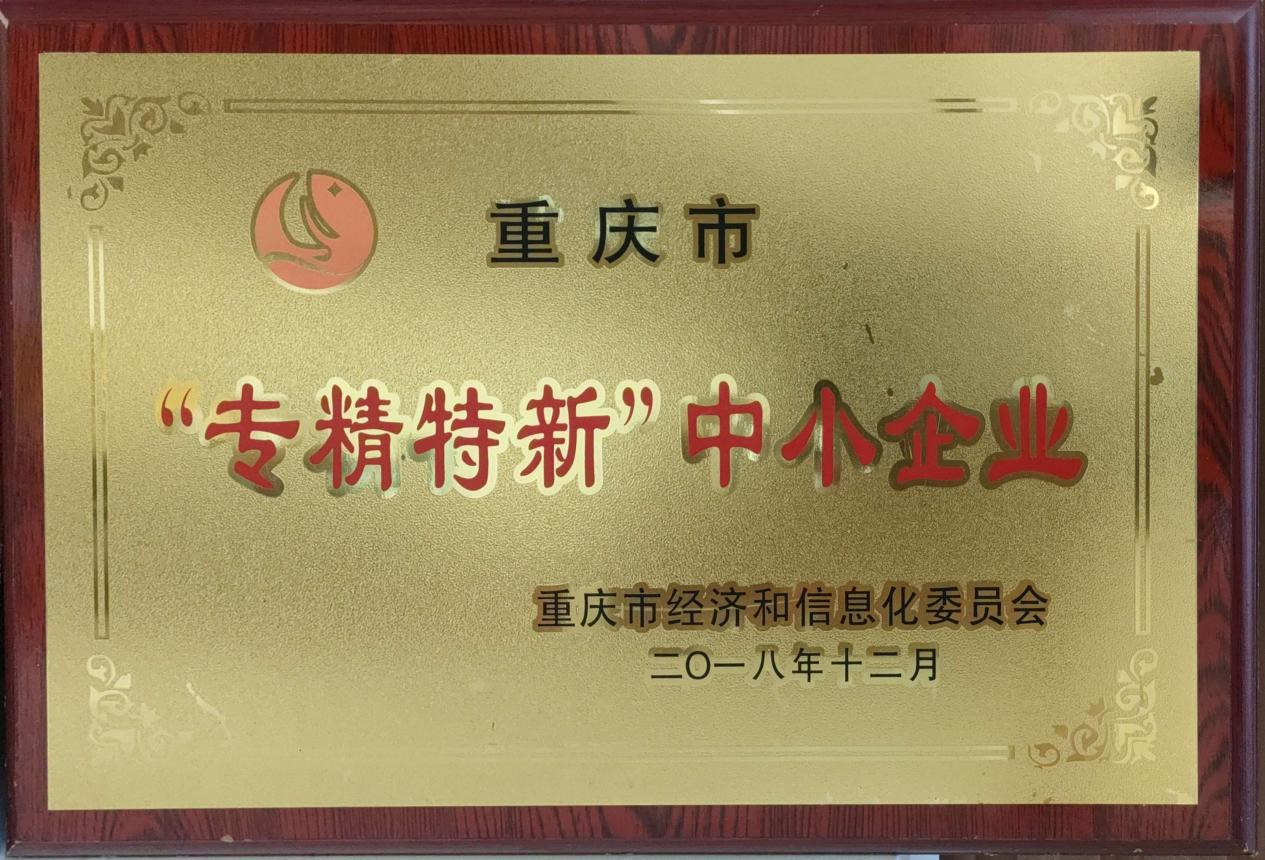 重庆市
“专精特新”中小企业
重庆市经济和信息化委员会
二〇一八年十二月